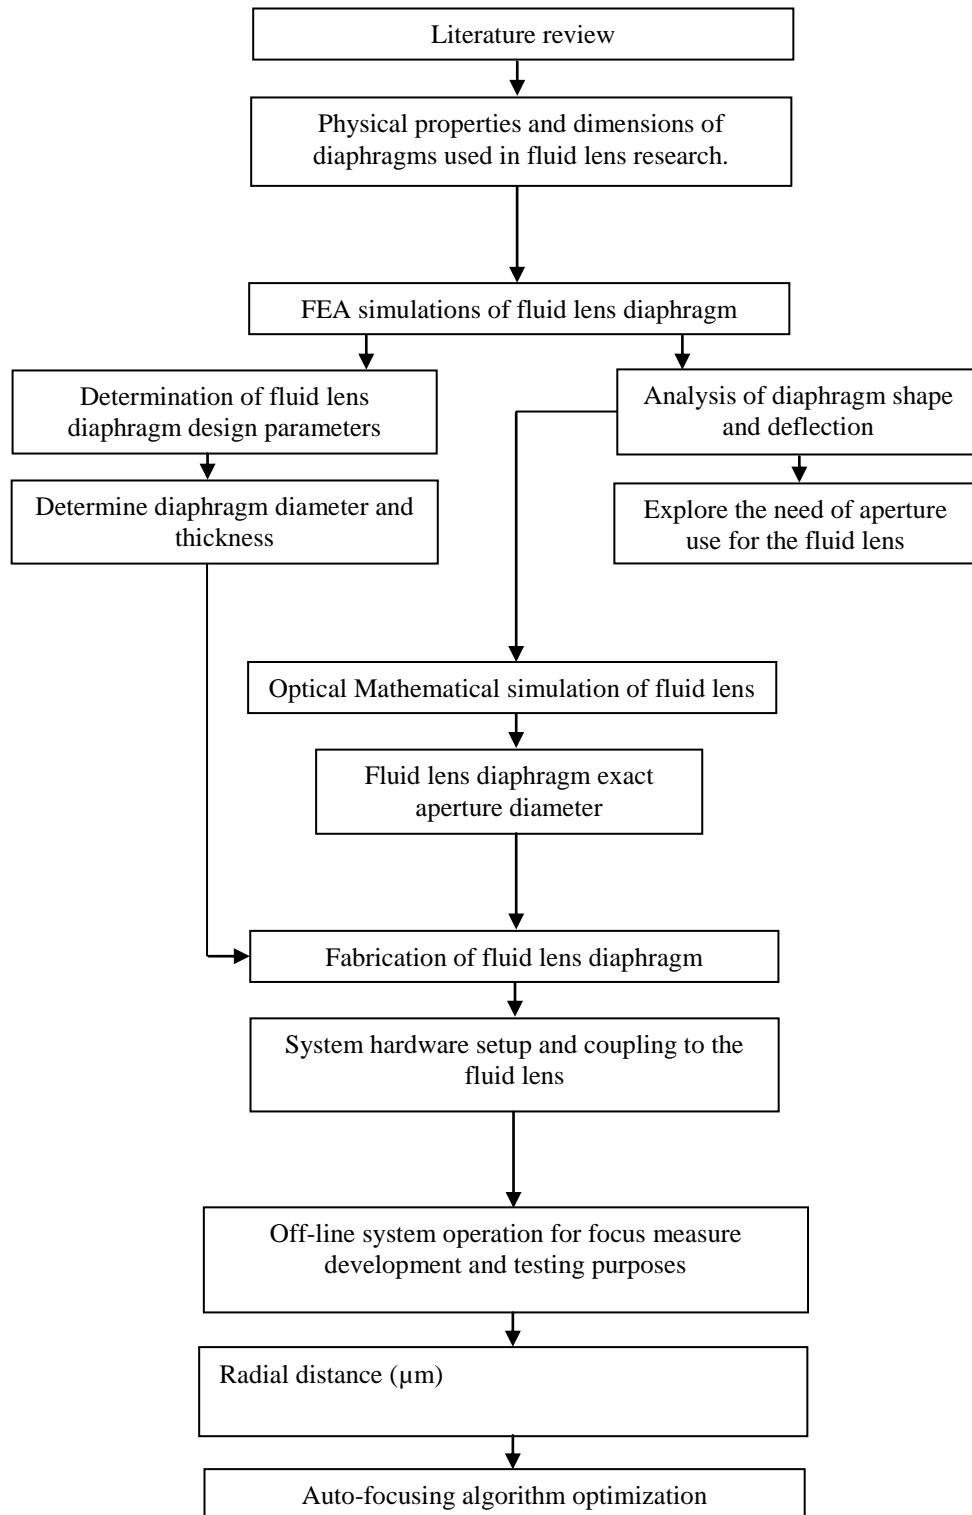 Literature review
Physical properties and dimensions of
diaphragms used in fluid lens research.
FEA simulations of fluid lens diaphragm
Determination of fluid lens
diaphragm design parameters
Analysis of diaphragm shape
and deflection
Determine diaphragm diameter and
thickness
Explore the need of aperture
use for the fluid lens
Optical Mathematical simulation of fluid lens
Fluid lens diaphragm exact
aperture diameter
Fabrication of fluid lens diaphragm
System hardware setup and coupling to the
fluid lens
Off-line system operation for focus measure
development and testing purposes
Radial distance (µm)
Auto-focusing algorithm optimization